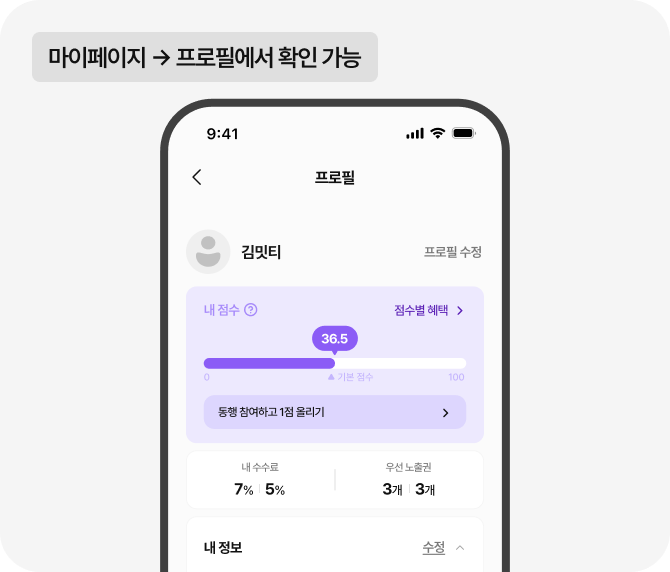 마이페이지 → 프로필에서 확인 가능
9:41
프로필
김밋티
프로필 수정
내 점수 ?
점수별 혜택 >
36.5
0
▲ 기본 점수
100
동행 참여하고 1점 올리기 >
내 수수료
우선 노출권
7% | 5%
3개 | 3개
내 정보
수정